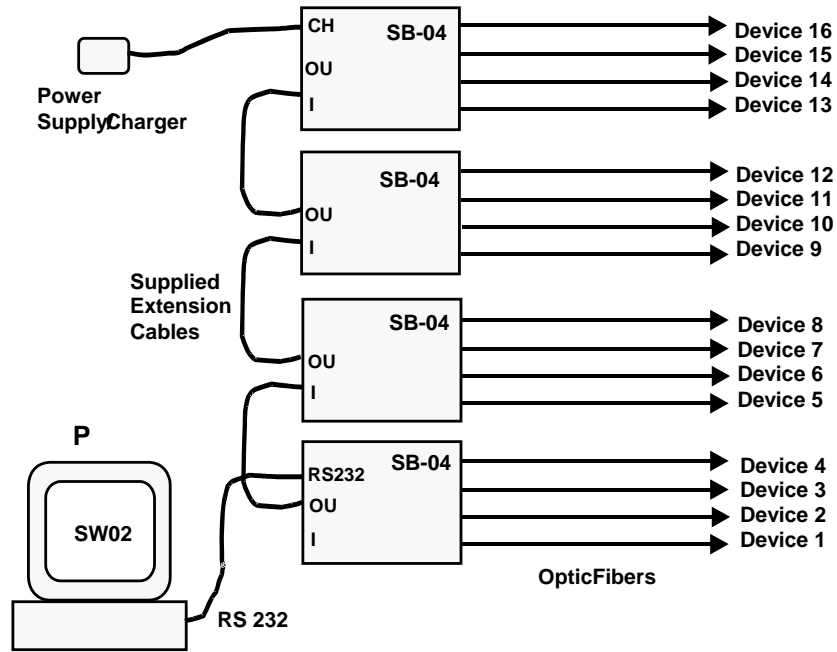 CH
SB-04
OU
I
Device 16
Device 15
Device 14
Device 13
Power
Supply/Charger
SB-04
OU
I
Device 12
Device 11
Device 10
Device 9
Supplied
Extension
Cables
SB-04
OU
I
Device 8
Device 7
Device 6
Device 5
P
SW02
RS232
SB-04
OU
I
Device 4
Device 3
Device 2
Device 1
OpticFibers
RS 232